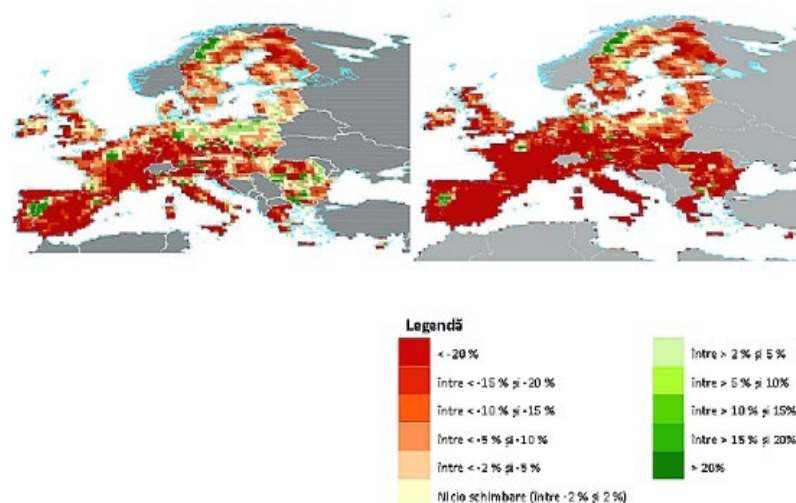 Legendă
< -20 %
între < -15 % și -20 %
între < -10 % și -15 %
între < -5 % și -10 %
între < -2 % și -5 %
Nicio schimbare (între -2 % și 2 %)
între > 2 % și 5 %
între > 5 % și 10%
între > 10 % și 15%
între > 15 % și 20%
> 20%